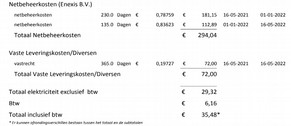 Netbeheerkosten (Enexis B.V.)
netbeheerkosten 230.0 Dagen € 0,78759 € 181,15 16-05-2021 01-01-2022
netbeheerkosten 135.0 Dagen € 0,83623 € 112,89 01-01-2022 16-05-2022
Totaal Netbeheerkosten € 294,04
Vaste Leveringskosten/Diversen
vastrecht 365.0 Dagen € 0,19727 € 72,00 16-05-2021 16-05-2022
Totaal Vaste Leveringskosten/Diversen € 72,00
Totaal elektriciteit exclusief btw € 29,32
Btw € 6,16
Totaal inclusief btw € 35,48*
* Er kunnen afrondingsverschillen bestaan tussen het totaal en de subtotalen